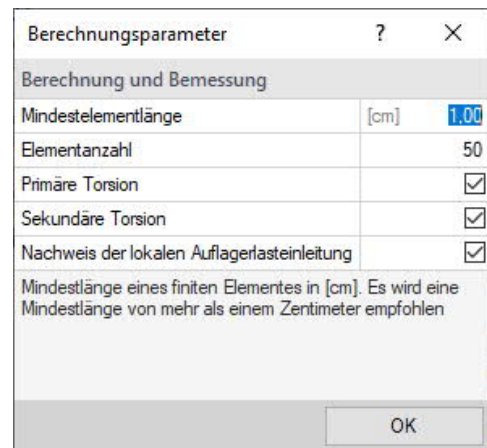 Berechnungsparameter ?
Berechnung und Bemessung
Mindestelementlänge [cm] 1,00
Elementanzahl 50
Primäre Torsion
Sekundäre Torsion
Nachweis der lokalen Auflagerlasteinleitung
Mindestlänge eines finiten Elementes in [cm]. Es wird eine
Mindestlänge von mehr als einem Zentimeter empfohlen
OK